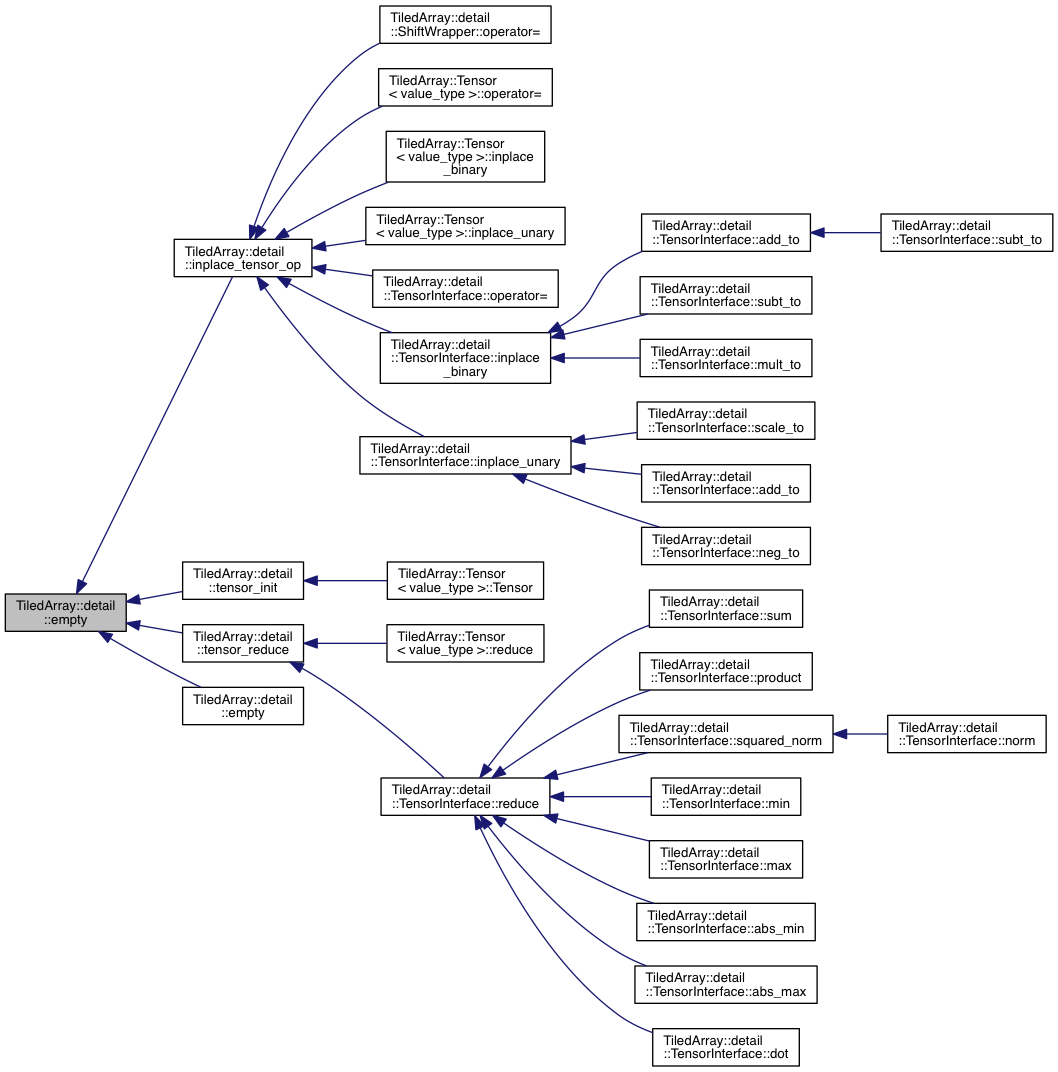 TiledArray::detail
::ShiftWrapper::operator=
TiledArray::Tensor
< value_type >::operator=
TiledArray::Tensor
< value_type >::inplace
_binary
TiledArray::Tensor
< value_type >::inplace_unary
TiledArray::detail
::inplace_tensor_op
TiledArray::detail
::TensorInterface::operator=
TiledArray::detail
::TensorInterface::add_to
TiledArray::detail
::TensorInterface::subt_to
TiledArray::detail
::TensorInterface::subt_to
TiledArray::detail
::TensorInterface::inplace
_binary
TiledArray::detail
::TensorInterface::mult_to
TiledArray::detail
::TensorInterface::scale_to
TiledArray::detail
::TensorInterface::inplace_unary
TiledArray::detail
::TensorInterface::add_to
TiledArray::detail
::TensorInterface::neg_to
TiledArray::detail
::empty
TiledArray::detail
::tensor_init
TiledArray::Tensor
< value_type >::Tensor
TiledArray::detail
::tensor_reduce
TiledArray::Tensor
< value_type >::reduce
TiledArray::detail
::empty
TiledArray::detail
::TensorInterface::sum
TiledArray::detail
::TensorInterface::product
TiledArray::detail
::TensorInterface::squared_norm
TiledArray::detail
::TensorInterface::norm
TiledArray::detail
::TensorInterface::reduce
TiledArray::detail
::TensorInterface::min
TiledArray::detail
::TensorInterface::max
TiledArray::detail
::TensorInterface::abs_min
TiledArray::detail
::TensorInterface::abs_max
TiledArray::detail
::TensorInterface::dot